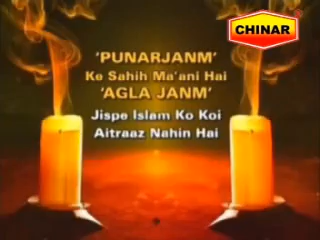 CHINAR
'PUNARJANM'
Ke Sahih Ma'ani Hai
'AGLA JANM'
Jispe Islam Ko Koi
Aitraaz Nahin Hai